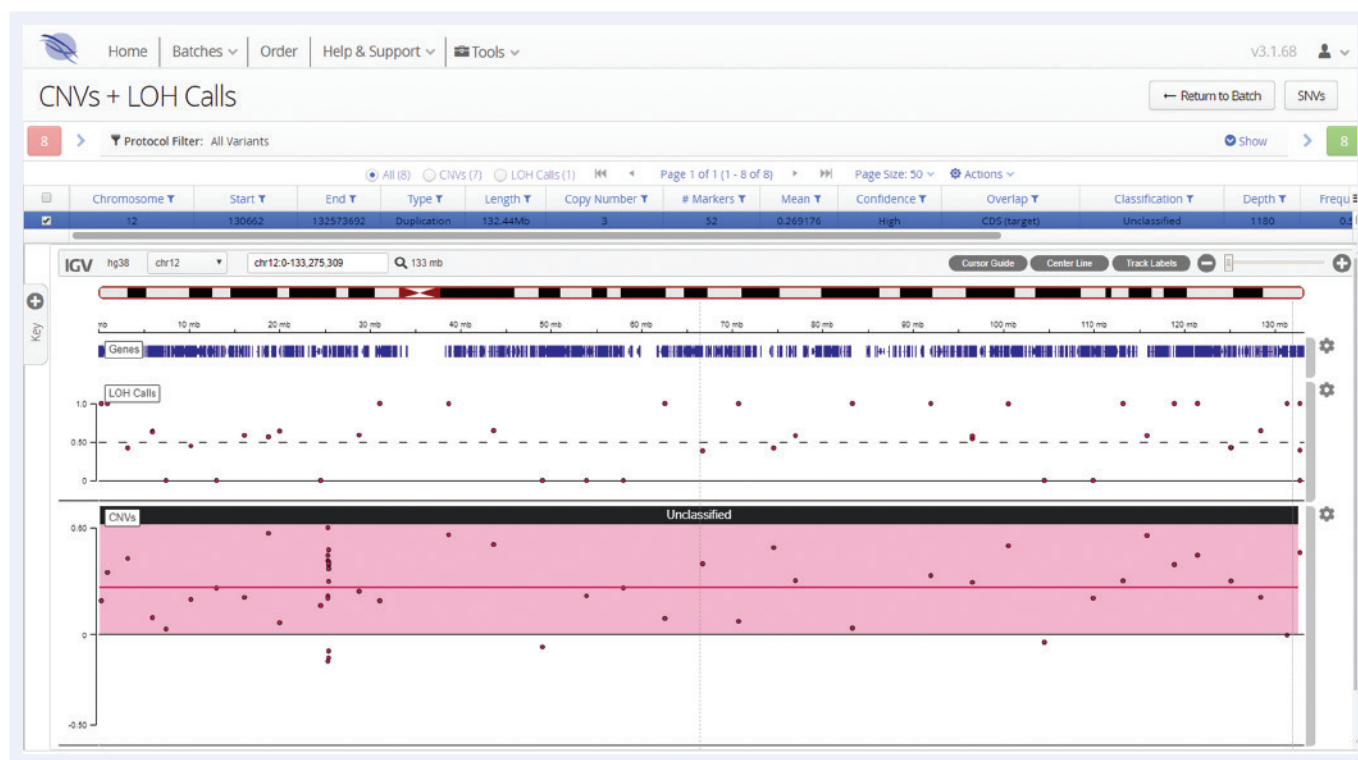 Home Batches Order Help & Support Tools v3.1.68
CNVs + LOH Calls ← Return to Batch SNVs
8 Protocol Filter: All Variants Show 8
All (8) CNVs (7) LOH Calls (1) Page 1 of 1 (1 - 8 of 8) Page Size: 50 Actions
Chromosome Start End Type Length Copy Number # Markers Mean Confidence Overlap Classification Depth Frequ
12 130662 132573692 Duplication 132.44Mb 3 52 0.269176 High CDS (target) Unclassified 1180
IGV hg38 chr12 chr12:0-133,275,309 133 mb Cursor Guide Center Line Track Labels
Key
10 mb 20 mb 30 mb 40 mb 50 mb 60 mb 70 mb 80 mb 90 mb 100 mb 110 mb 120 mb 130 mb
Genes
LOH Calls
1.0
0.50
0
CNVs Unclassified
0.60
0
-0.50